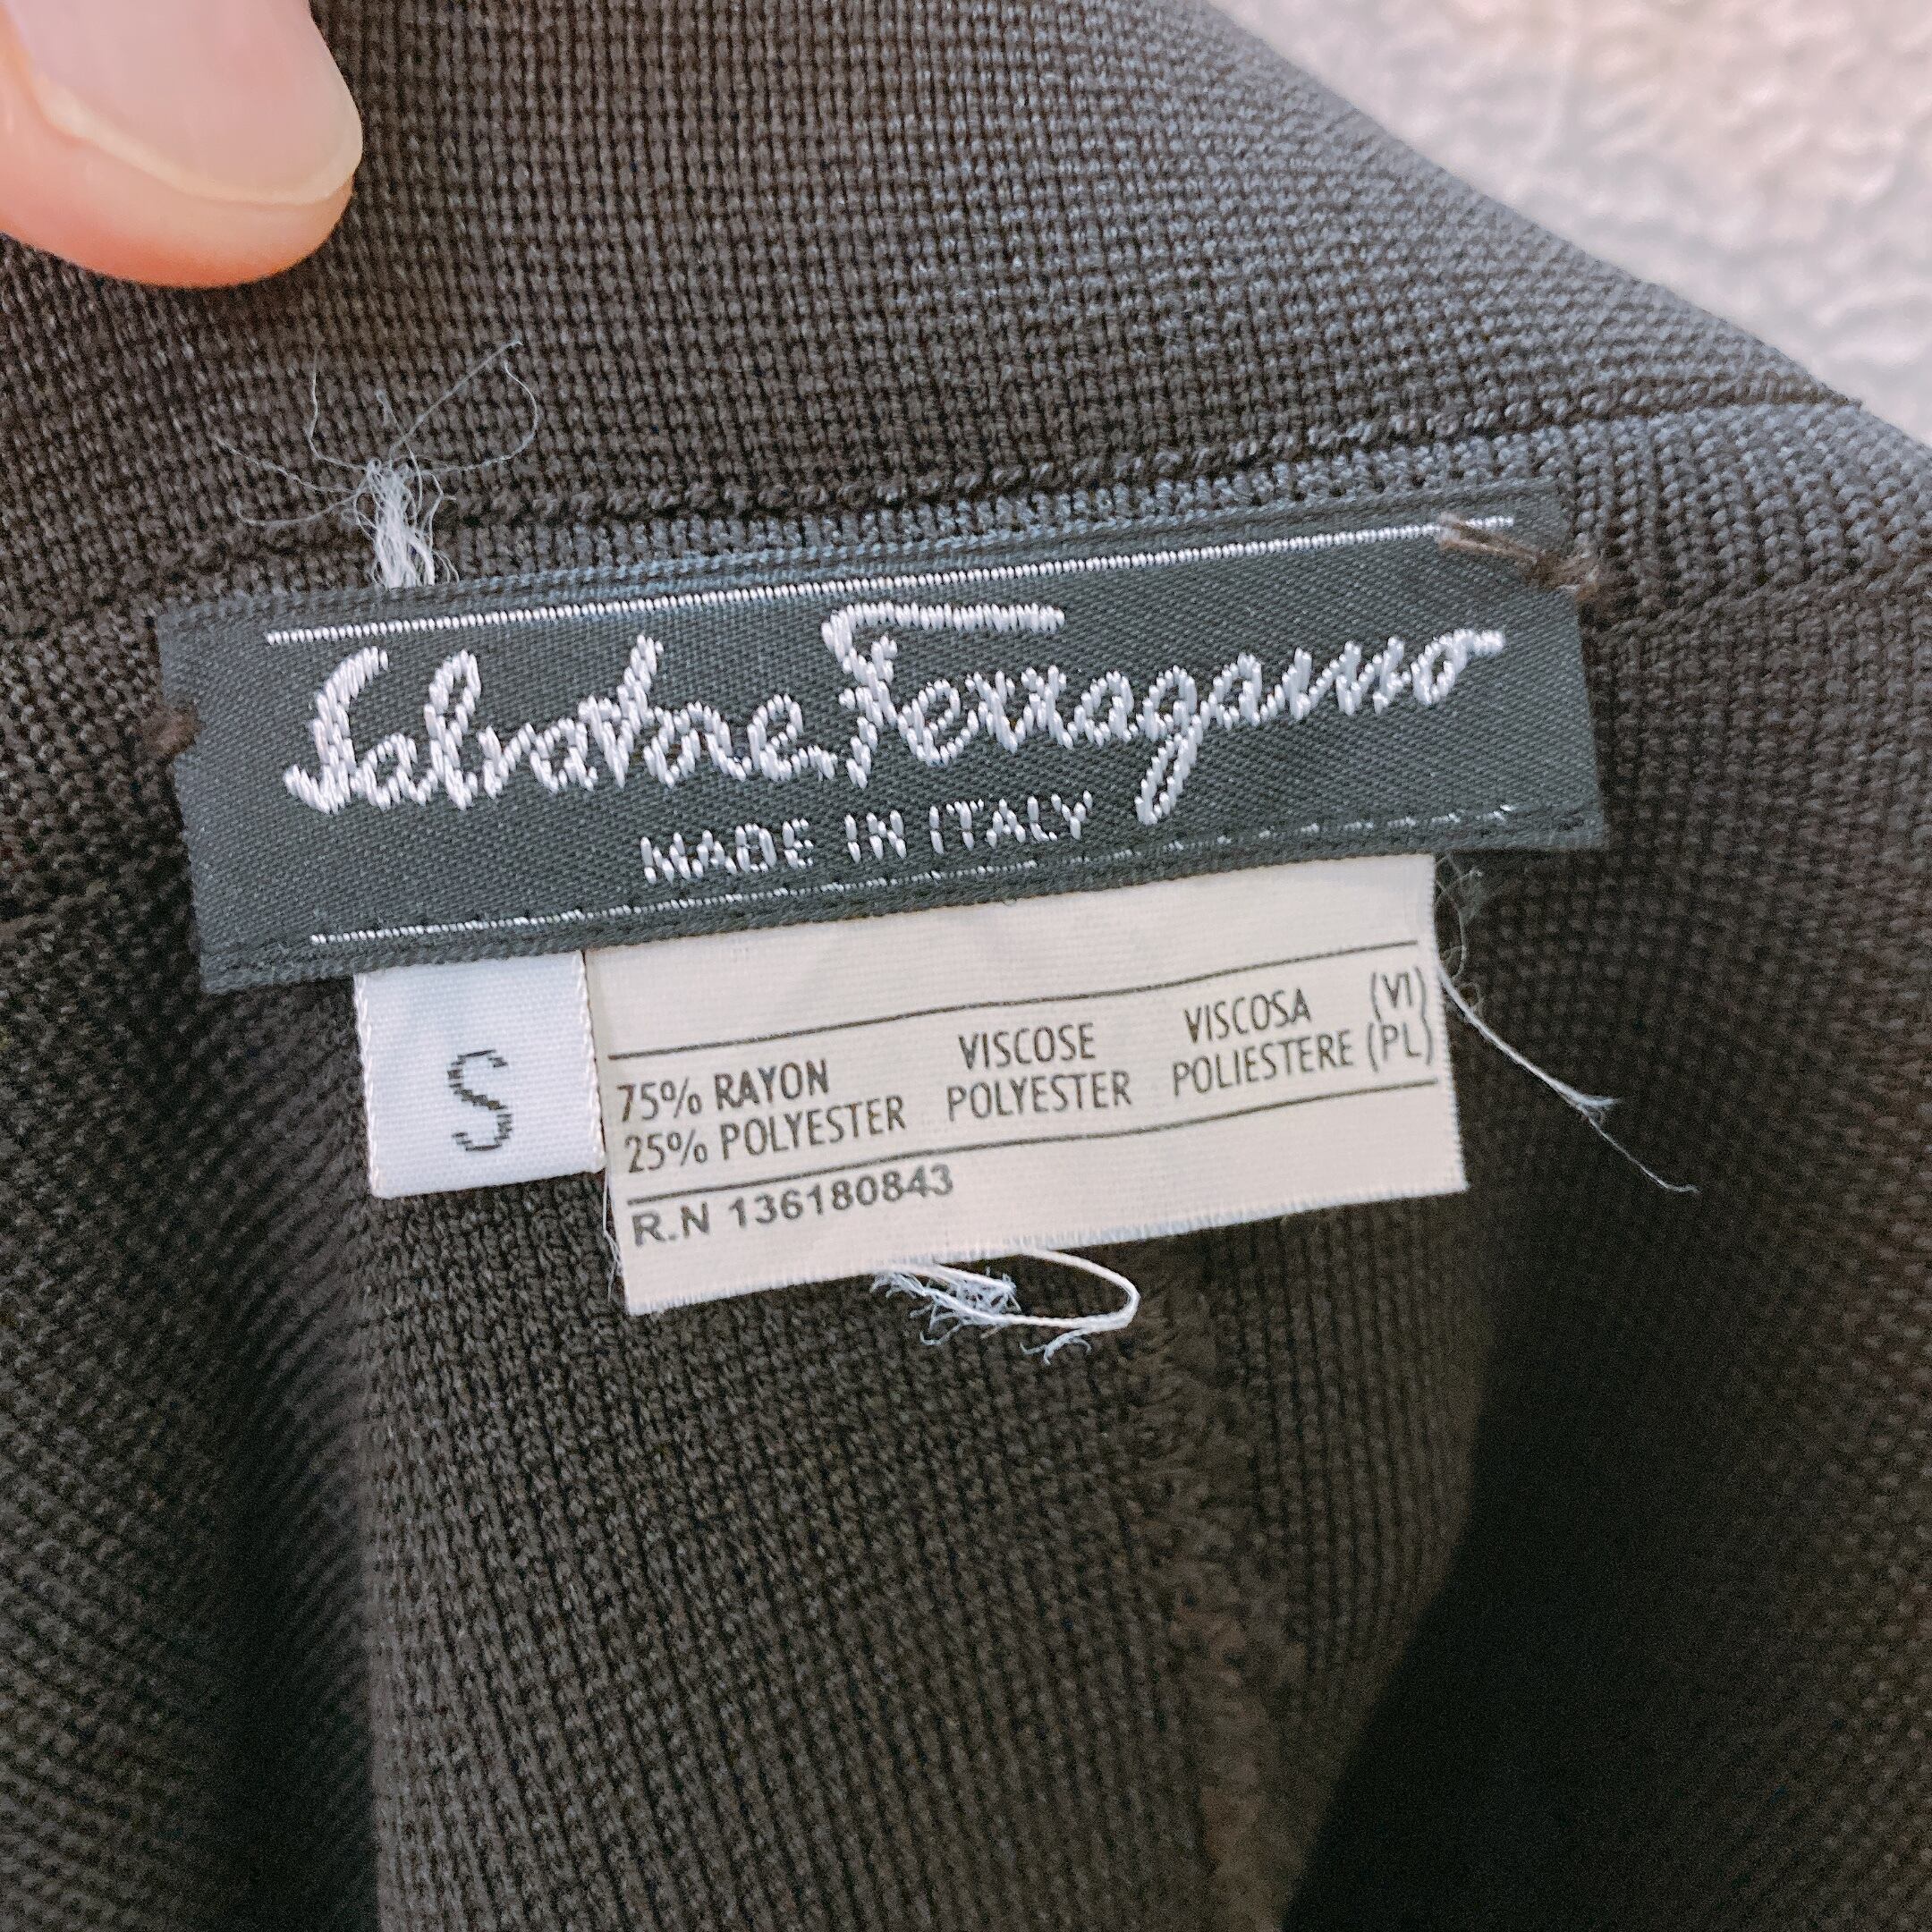 Salvatore Ferragamo
MADE IN ITALY
S
75% RAYON VISCOSE VISCOSA (VI)
25% POLYESTER POLYESTER POLIESTERE (PL)
R.N 136180843